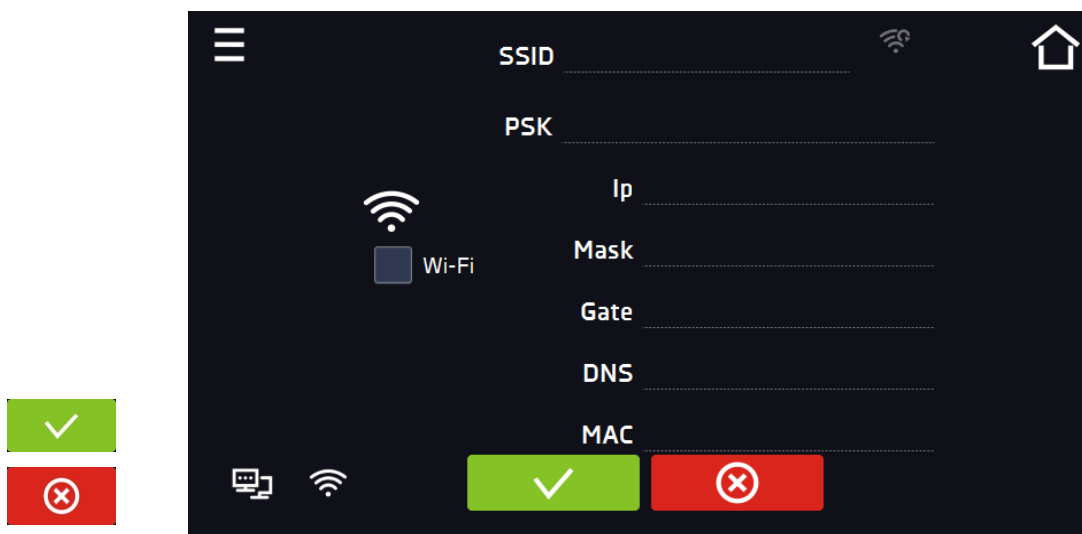 SSID
PSK
Ip
Wi-Fi
Mask
Gate
DNS
MAC